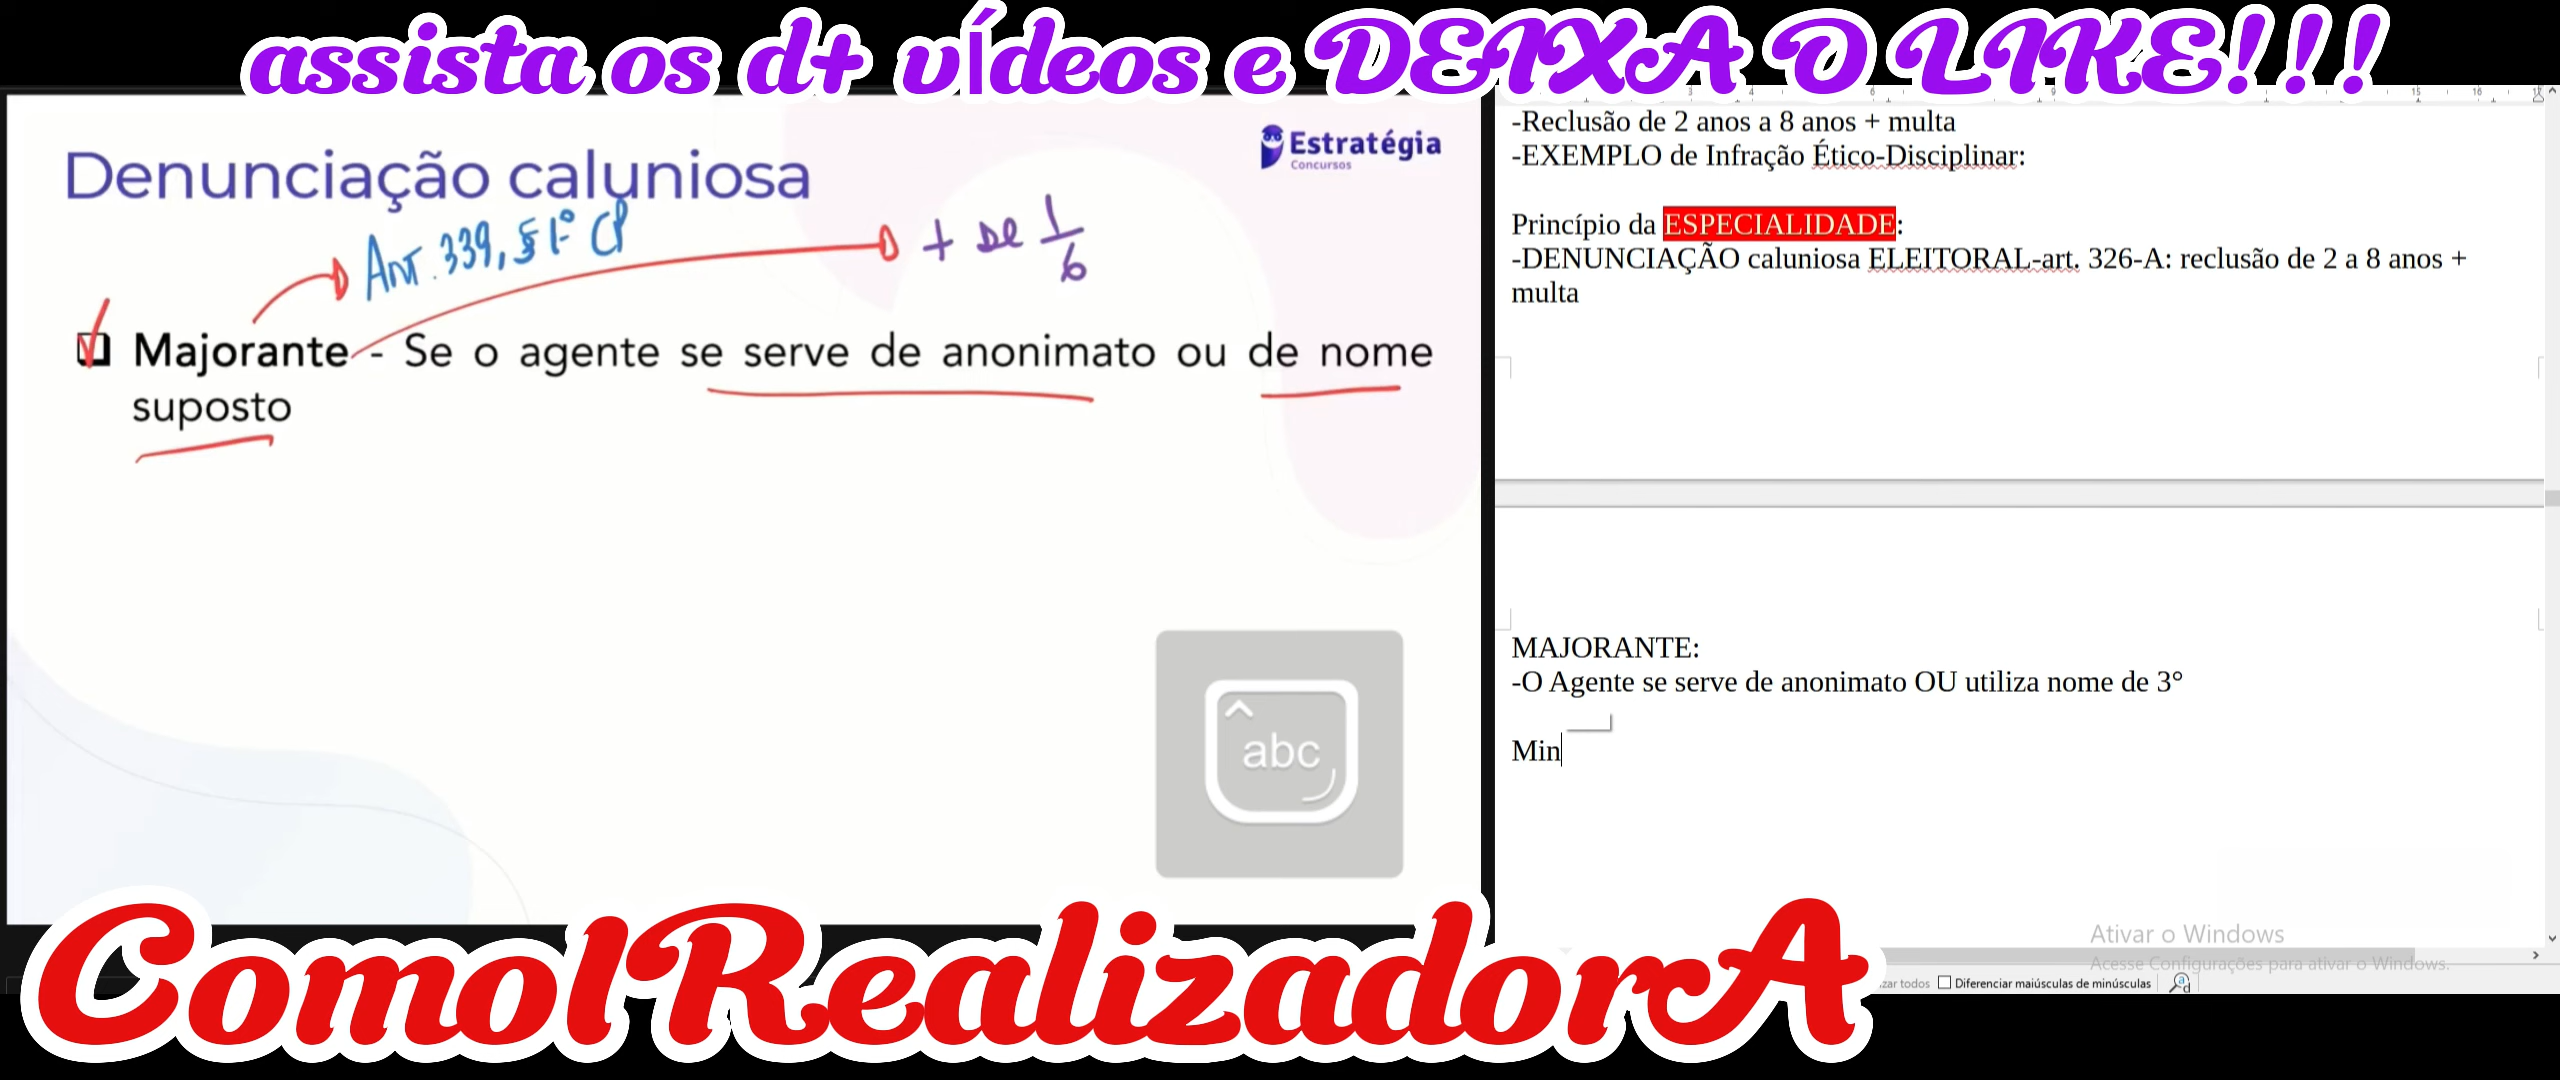 assista os d+ vídeos e DEIXA O LIKE!!!
Estratégia
Concursos
Denunciação caluniosa
Art. 339, § 1º CP
+ de 1/6
Majorante - Se o agente se serve de anonimato ou de nome
suposto
abc
-Reclusão de 2 anos a 8 anos + multa
-EXEMPLO de Infração Ético-Disciplinar:
Princípio da ESPECIALIDADE:
-DENUNCIAÇÃO caluniosa ELEITORAL-art. 326-A: reclusão de 2 a 8 anos +
multa
MAJORANTE:
-O Agente se serve de anonimato OU utiliza nome de 3°
Min
Ativar o Windows
Acesse Configurações para ativar o Windows.
zar todos Diferenciar maiúsculas de minúsculas
ComolRealizadorA